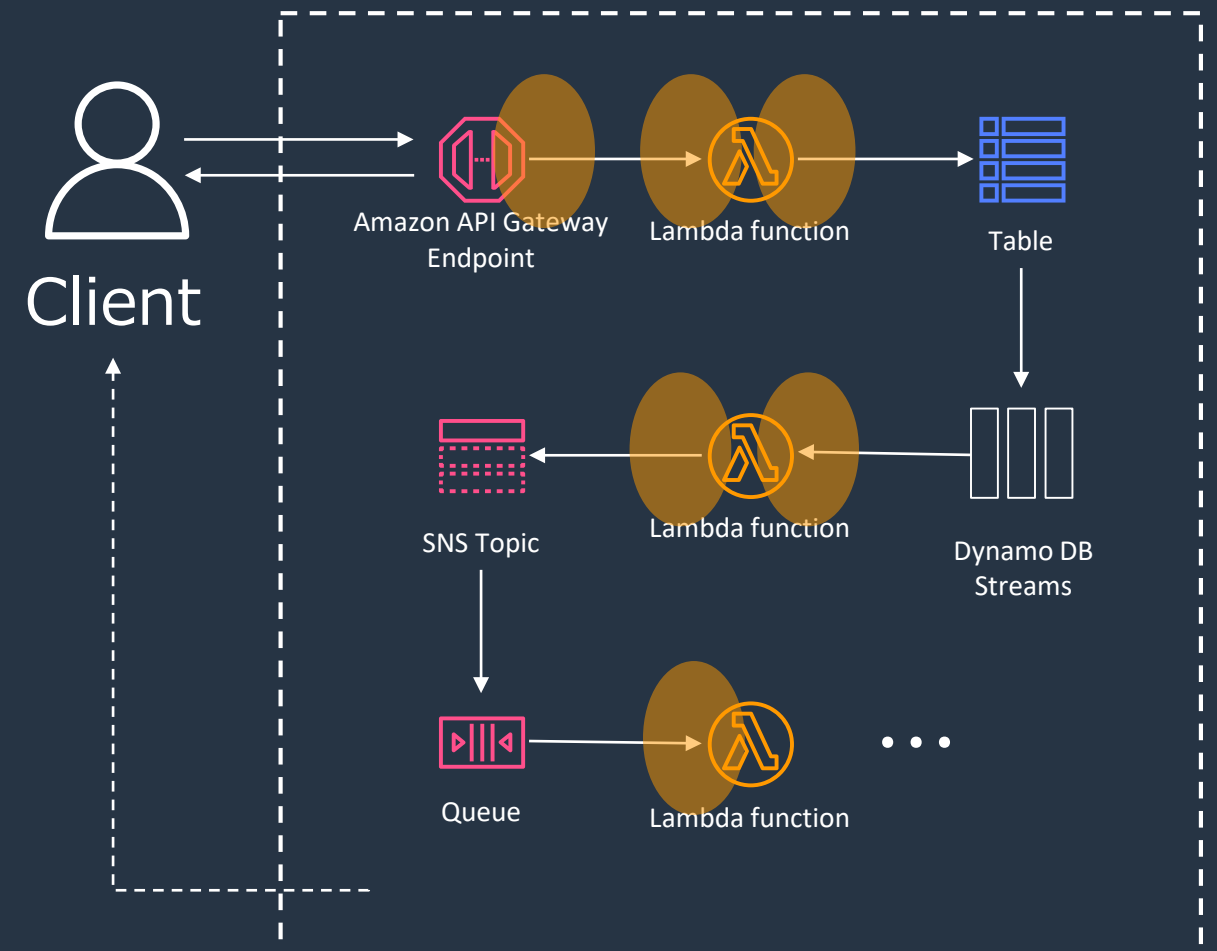 Client
Amazon API Gateway
Endpoint
Lambda function
Table
SNS Topic
Lambda function
Dynamo DB
Streams
Queue
Lambda function
...